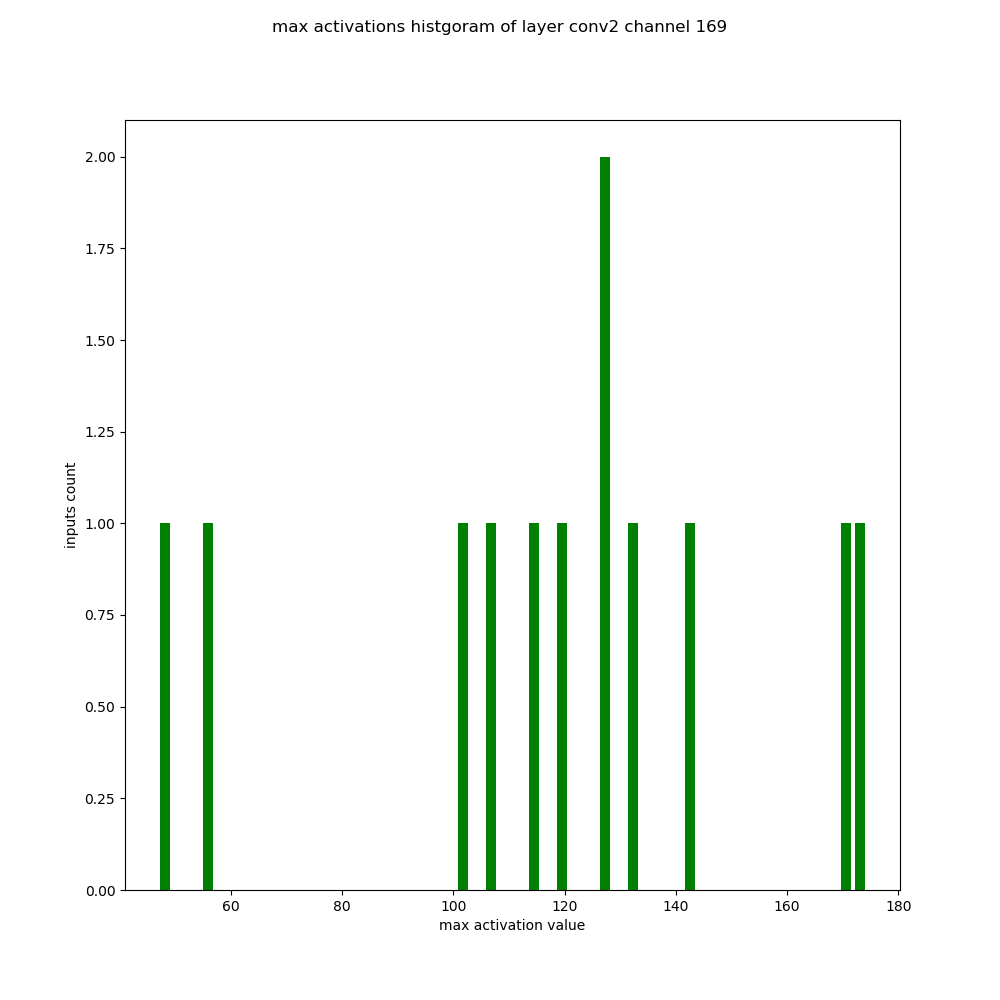 max activations histgoram of layer conv2 channel 169
2.00
1.75
1.50
1.25
1.00
0.75
0.50
0.25
0.00
inputs count
60 80 100 120 140 160 180
max activation value